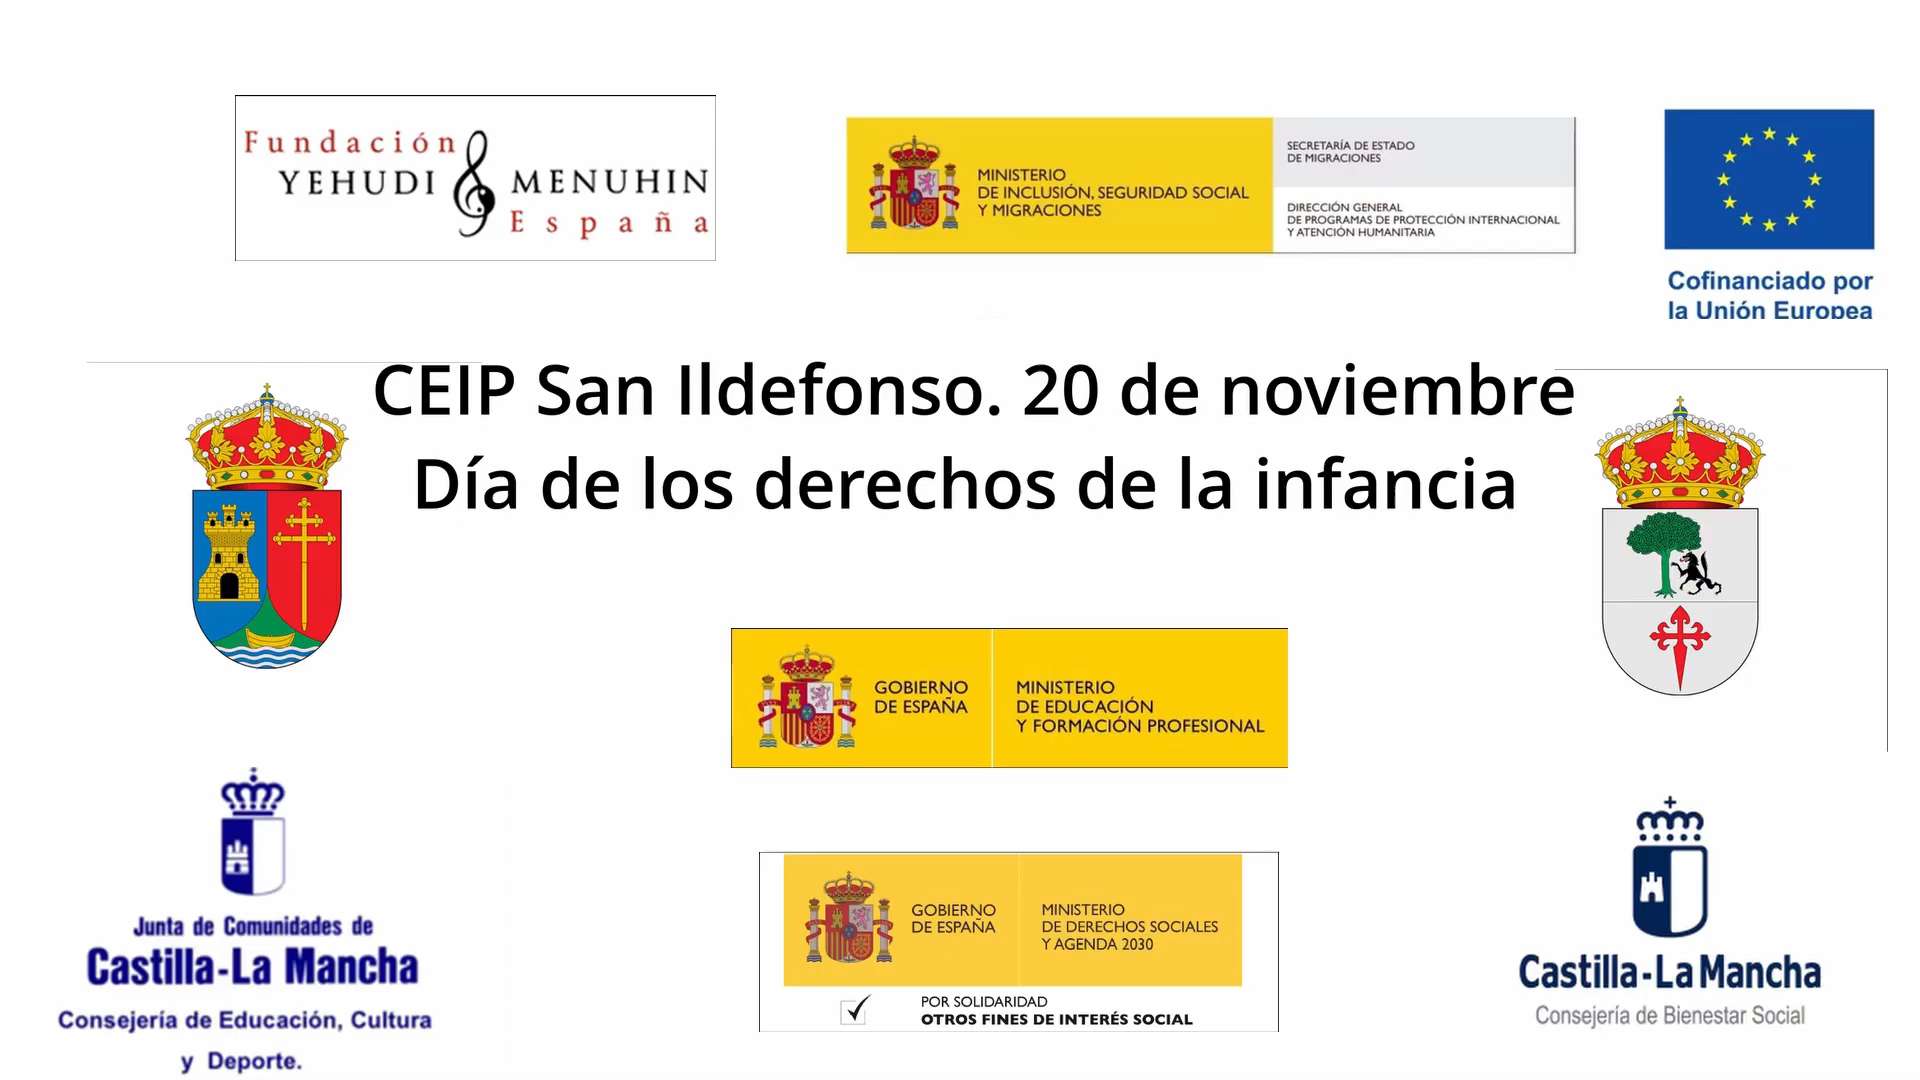 Fundación
YEHUDI MENUHIN
España
MINISTERIO
DE INCLUSIÓN, SEGURIDAD SOCIAL
Y MIGRACIONES
SECRETARÍA DE ESTADO
DE MIGRACIONES
DIRECCIÓN GENERAL
DE PROGRAMAS DE PROTECCIÓN INTERNACIONAL
Y ATENCIÓN HUMANITARIA
Cofinanciado por
la Unión Europea
CEIP San Ildefonso. 20 de noviembre
Día de los derechos de la infancia
GOBIERNO
DE ESPAÑA
MINISTERIO
DE EDUCACIÓN
Y FORMACIÓN PROFESIONAL
Junta de Comunidades de
Castilla-La Mancha
Consejería de Educación, Cultura
y Deporte.
GOBIERNO
DE ESPAÑA
MINISTERIO
DE DERECHOS SOCIALES
Y AGENDA 2030
POR SOLIDARIDAD
OTROS FINES DE INTERÉS SOCIAL
Castilla-La Mancha
Consejería de Bienestar Social